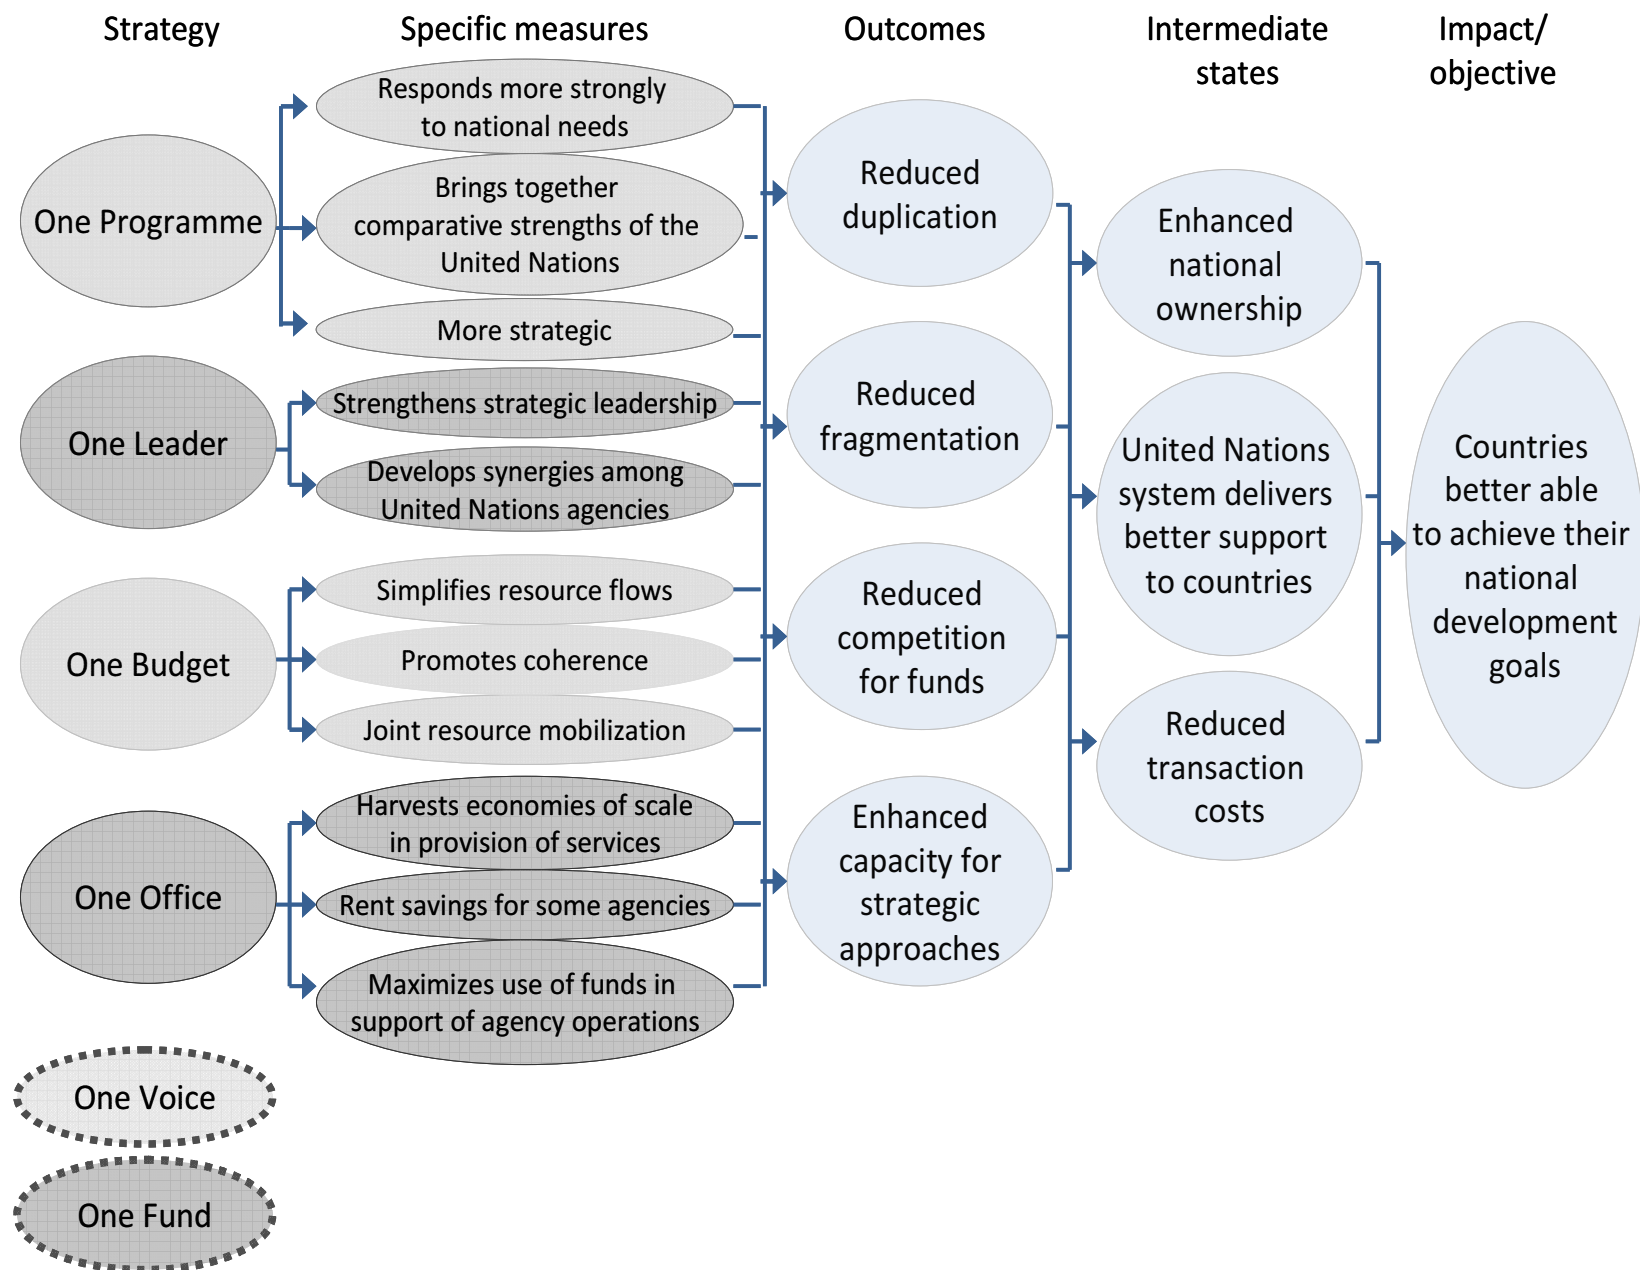 Strategy
Specific measures
Outcomes
Intermediate
states
Impact/
objective
One Programme
Responds more strongly
to national needs
Brings together
comparative strengths of the
United Nations
More strategic
One Leader
Strengthens strategic leadership
Develops synergies among
United Nations agencies
One Budget
Simplifies resource flows
Promotes coherence
Joint resource mobilization
One Office
Harvests economies of scale
in provision of services
Rent savings for some agencies
Maximizes use of funds in
support of agency operations
One Voice
One Fund
Reduced
duplication
Reduced
fragmentation
Reduced
competition
for funds
Enhanced
capacity for
strategic
approaches
Enhanced
national
ownership
United Nations
system delivers
better support
to countries
Reduced
transaction
costs
Countries
better able
to achieve their
national
development
goals